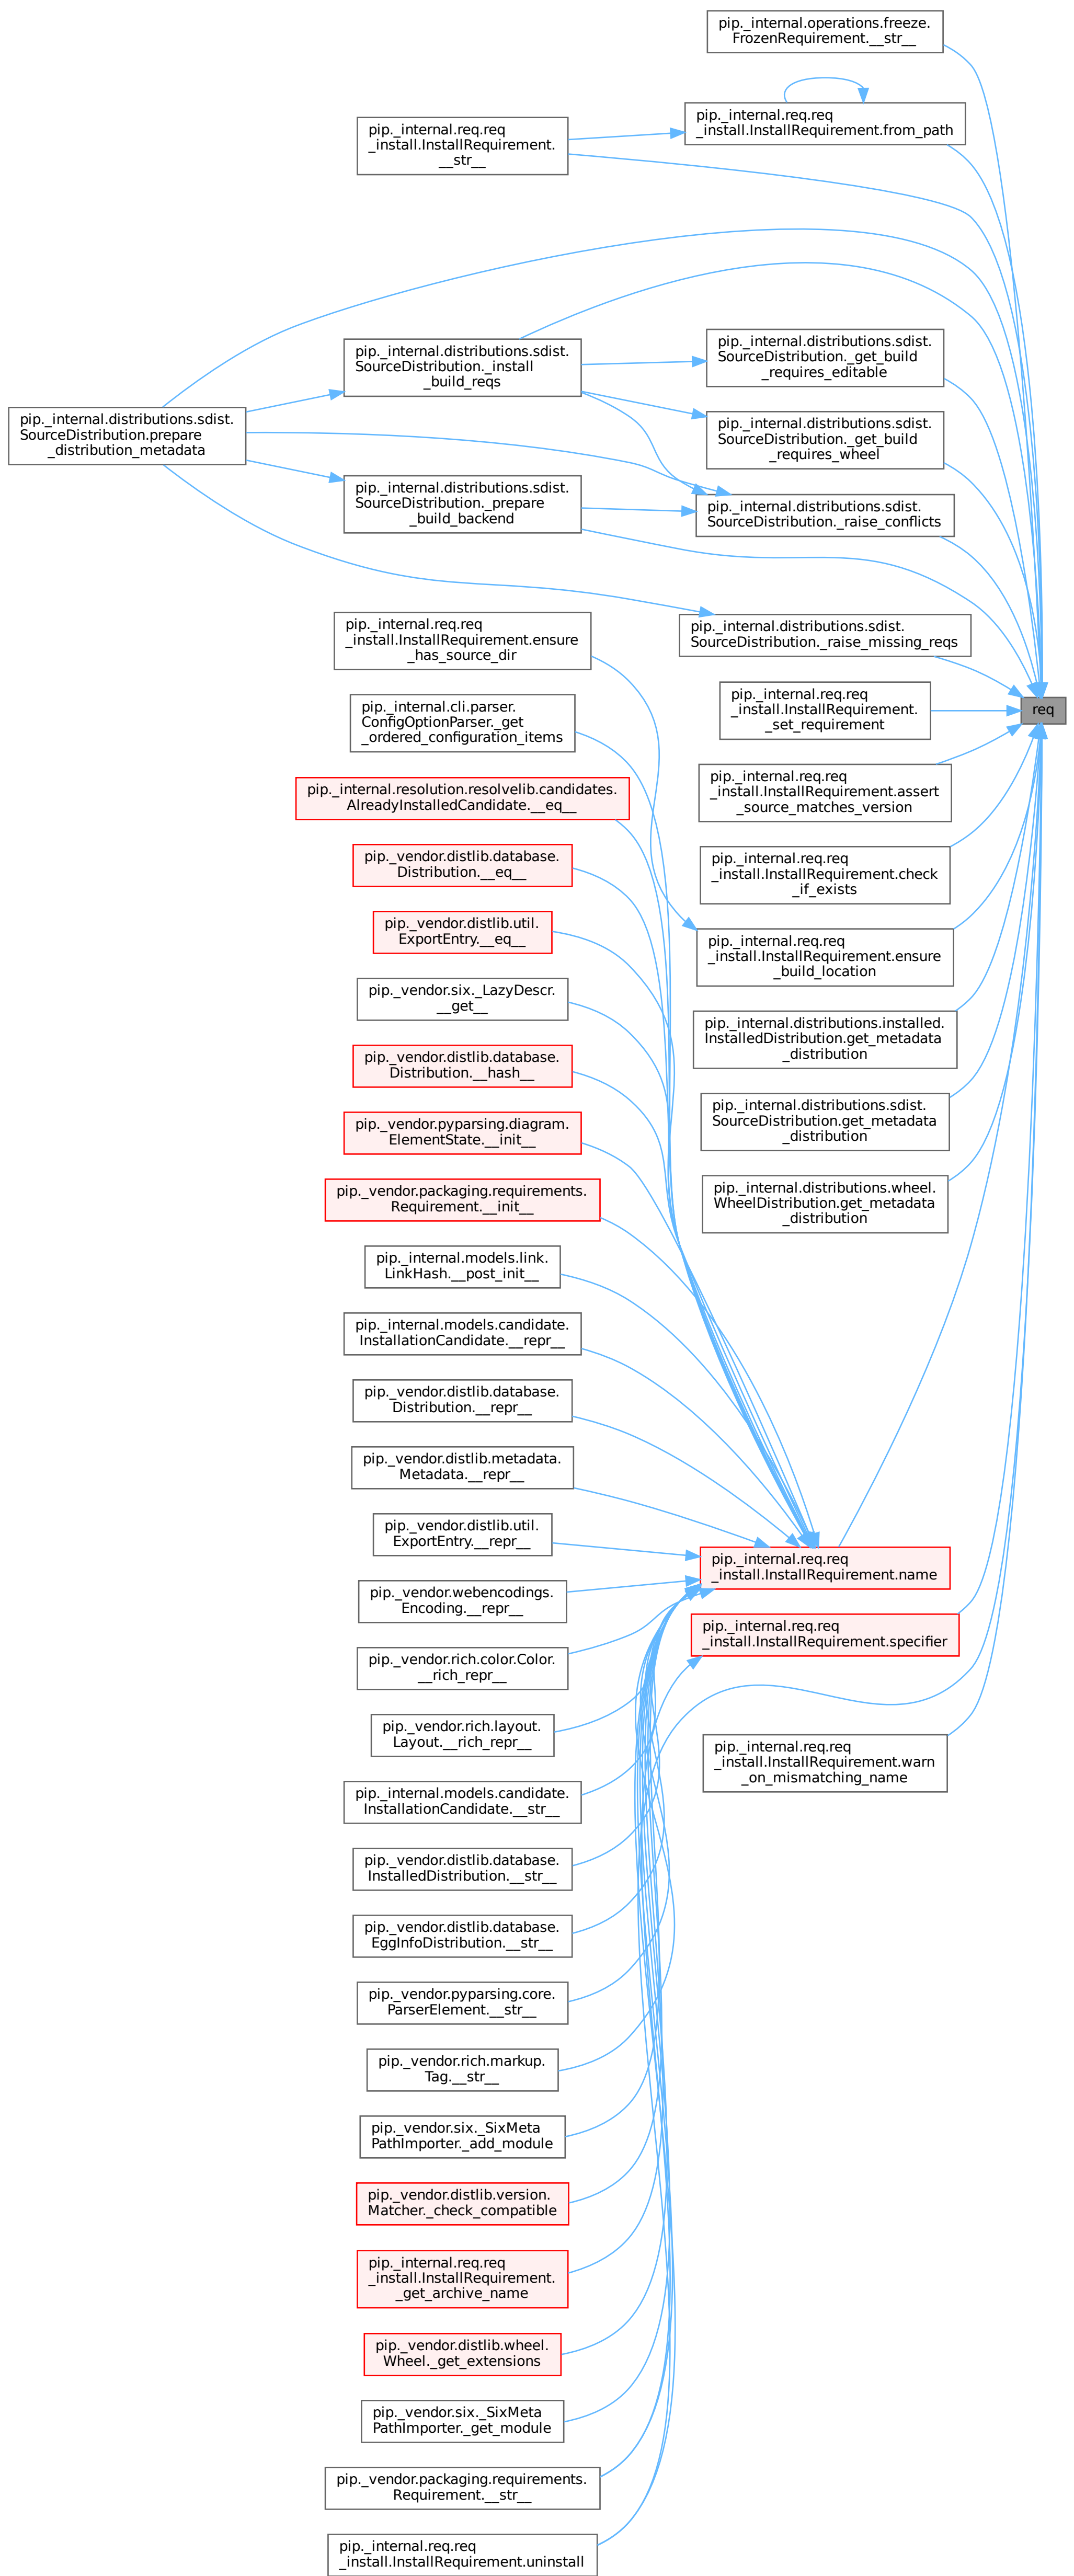 pip._internal.operations.freeze.
FrozenRequirement.__str__
pip._internal.req.req
_install.InstallRequirement.from_path
pip._internal.req.req
_install.InstallRequirement.
__str__
pip._internal.distributions.sdist.
SourceDistribution._get_build
_requires_editable
pip._internal.distributions.sdist.
SourceDistribution._install
_build_reqs
pip._internal.distributions.sdist.
SourceDistribution.prepare
_distribution_metadata
pip._internal.distributions.sdist.
SourceDistribution._get_build
_requires_wheel
pip._internal.distributions.sdist.
SourceDistribution._prepare
_build_backend
pip._internal.distributions.sdist.
SourceDistribution._raise_conflicts
pip._internal.req.req
_install.InstallRequirement.ensure
_has_source_dir
pip._internal.distributions.sdist.
SourceDistribution._raise_missing_reqs
pip._internal.cli.parser.
ConfigOptionParser._get
_ordered_configuration_items
pip._internal.req.req
_install.InstallRequirement.
_set_requirement
req
pip._internal.resolution.resolvelib.candidates.
AlreadyInstalledCandidate.__eq__
pip._internal.req.req
_install.InstallRequirement.assert
_source_matches_version
pip._vendor.distlib.database.
Distribution.__eq__
pip._internal.req.req
_install.InstallRequirement.check
_if_exists
pip._vendor.distlib.util.
ExportEntry.__eq__
pip._internal.req.req
_install.InstallRequirement.ensure
_build_location
pip._vendor.six._LazyDescr.
__get__
pip._internal.distributions.installed.
InstalledDistribution.get_metadata
_distribution
pip._vendor.distlib.database.
Distribution.__hash__
pip._internal.distributions.sdist.
SourceDistribution.get_metadata
_distribution
pip._vendor.pyparsing.diagram.
ElementState.__init__
pip._vendor.packaging.requirements.
Requirement.__init__
pip._internal.distributions.wheel.
WheelDistribution.get_metadata
_distribution
pip._internal.models.link.
LinkHash.__post_init__
pip._internal.models.candidate.
InstallationCandidate.__repr__
pip._vendor.distlib.database.
Distribution.__repr__
pip._vendor.distlib.metadata.
Metadata.__repr__
pip._vendor.distlib.util.
ExportEntry.__repr__
pip._internal.req.req
_install.InstallRequirement.name
pip._vendor.webencodings.
Encoding.__repr__
pip._internal.req.req
_install.InstallRequirement.specifier
pip._vendor.rich.color.Color.
__rich_repr__
pip._vendor.rich.layout.
Layout.__rich_repr__
pip._internal.req.req
_install.InstallRequirement.warn
_on_mismatching_name
pip._internal.models.candidate.
InstallationCandidate.__str__
pip._vendor.distlib.database.
InstalledDistribution.__str__
pip._vendor.distlib.database.
EggInfoDistribution.__str__
pip._vendor.pyparsing.core.
ParserElement.__str__
pip._vendor.rich.markup.
Tag.__str__
pip._vendor.six._SixMeta
PathImporter._add_module
pip._vendor.distlib.version.
Matcher._check_compatible
pip._internal.req.req
_install.InstallRequirement.
_get_archive_name
pip._vendor.distlib.wheel.
Wheel._get_extensions
pip._vendor.six._SixMeta
PathImporter._get_module
pip._vendor.packaging.requirements.
Requirement.__str__
pip._internal.req.req
_install.InstallRequirement.uninstall